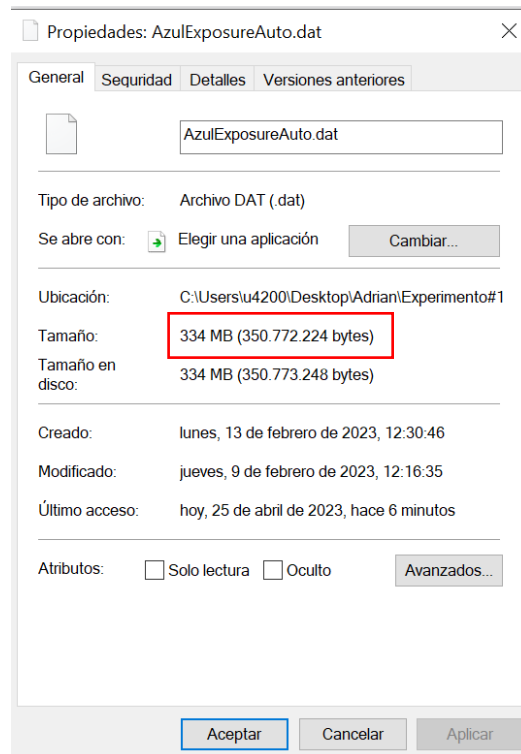 Propiedades: AzulExposureAuto.dat
General Seguridad Detalles Versiones anteriores
AzulExposureAuto.dat
Tipo de archivo: Archivo DAT (.dat)
Se abre con: Elegir una aplicación Cambiar...
Ubicación: C:\Users\u4200\Desktop\Adrian\Experimento#1
Tamaño: 334 MB (350.772.224 bytes)
Tamaño en disco: 334 MB (350.773.248 bytes)
Creado: lunes, 13 de febrero de 2023, 12:30:46
Modificado: jueves, 9 de febrero de 2023, 12:16:35
Último acceso: hoy, 25 de abril de 2023, hace 6 minutos
Atributos: Solo lectura Oculto Avanzados...
Aceptar Cancelar Aplicar